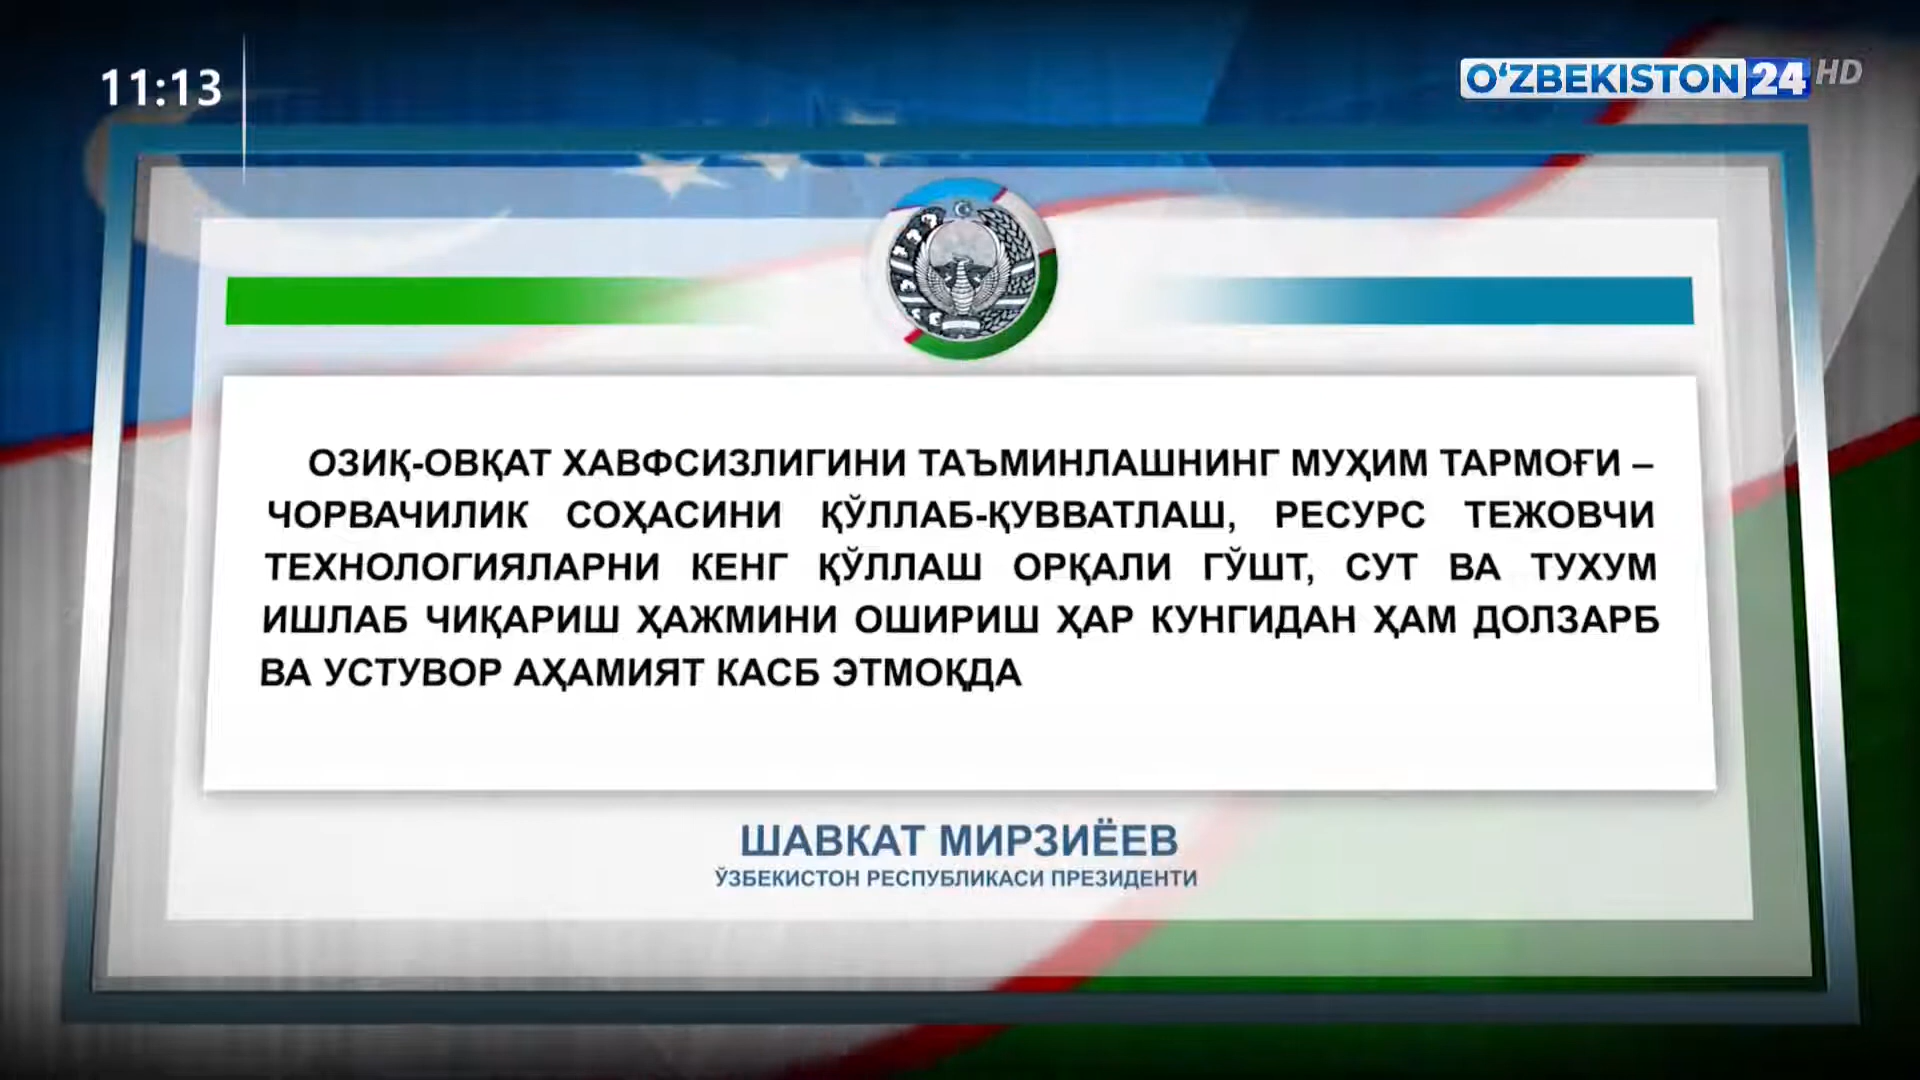 11:13
O‘ZBEKISTON 24 HD
ОЗИҚ-ОВҚАТ ХАВФСИЗЛИГИНИ ТАЪМИНЛАШНИНГ МУҲИМ ТАРМОҒИ –
ЧОРВАЧИЛИК СОҲАСИНИ ҚЎЛЛАБ-ҚУВВАТЛАШ, РЕСУРС ТЕЖОВЧИ
ТЕХНОЛОГИЯЛАРНИ КЕНГ ҚЎЛЛАШ ОРҚАЛИ ГЎШТ, СУТ ВА ТУХУМ
ИШЛАБ ЧИҚАРИШ ҲАЖМИНИ ОШИРИШ ҲАР КУНГИДАН ҲАМ ДОЛЗАРБ
ВА УСТУВОР АҲАМИЯТ КАСБ ЭТМОҚДА
ШАВКАТ МИРЗИЁЕВ
ЎЗБЕКИСТОН РЕСПУБЛИКАСИ ПРЕЗИДЕНТИ